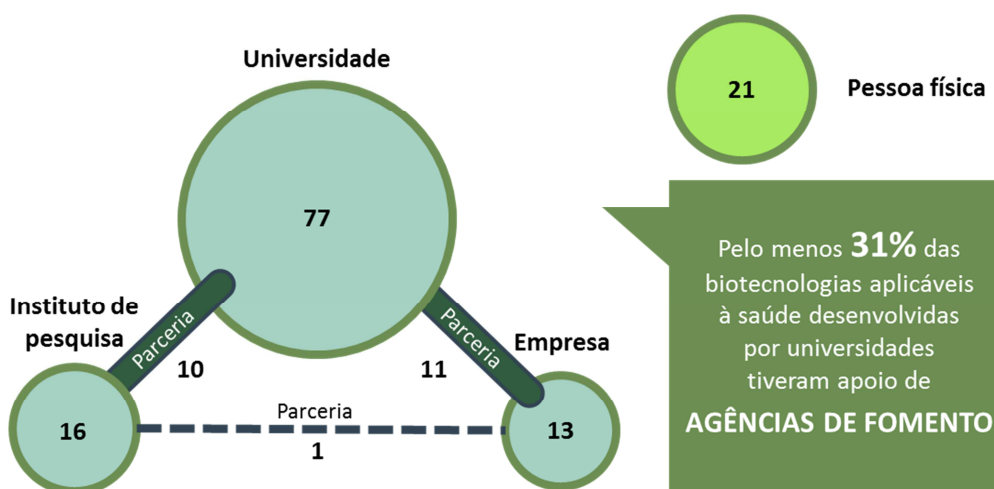 Universidade
77
21
Pessoa física
Instituto de
pesquisa
16
Parceria
10
Parceria
11
Empresa
13
Parceria
1
Pelo menos 31% das
biotecnologias aplicáveis
à saúde desenvolvidas
por universidades
tiveram apoio de
AGÊNCIAS DE FOMENTO